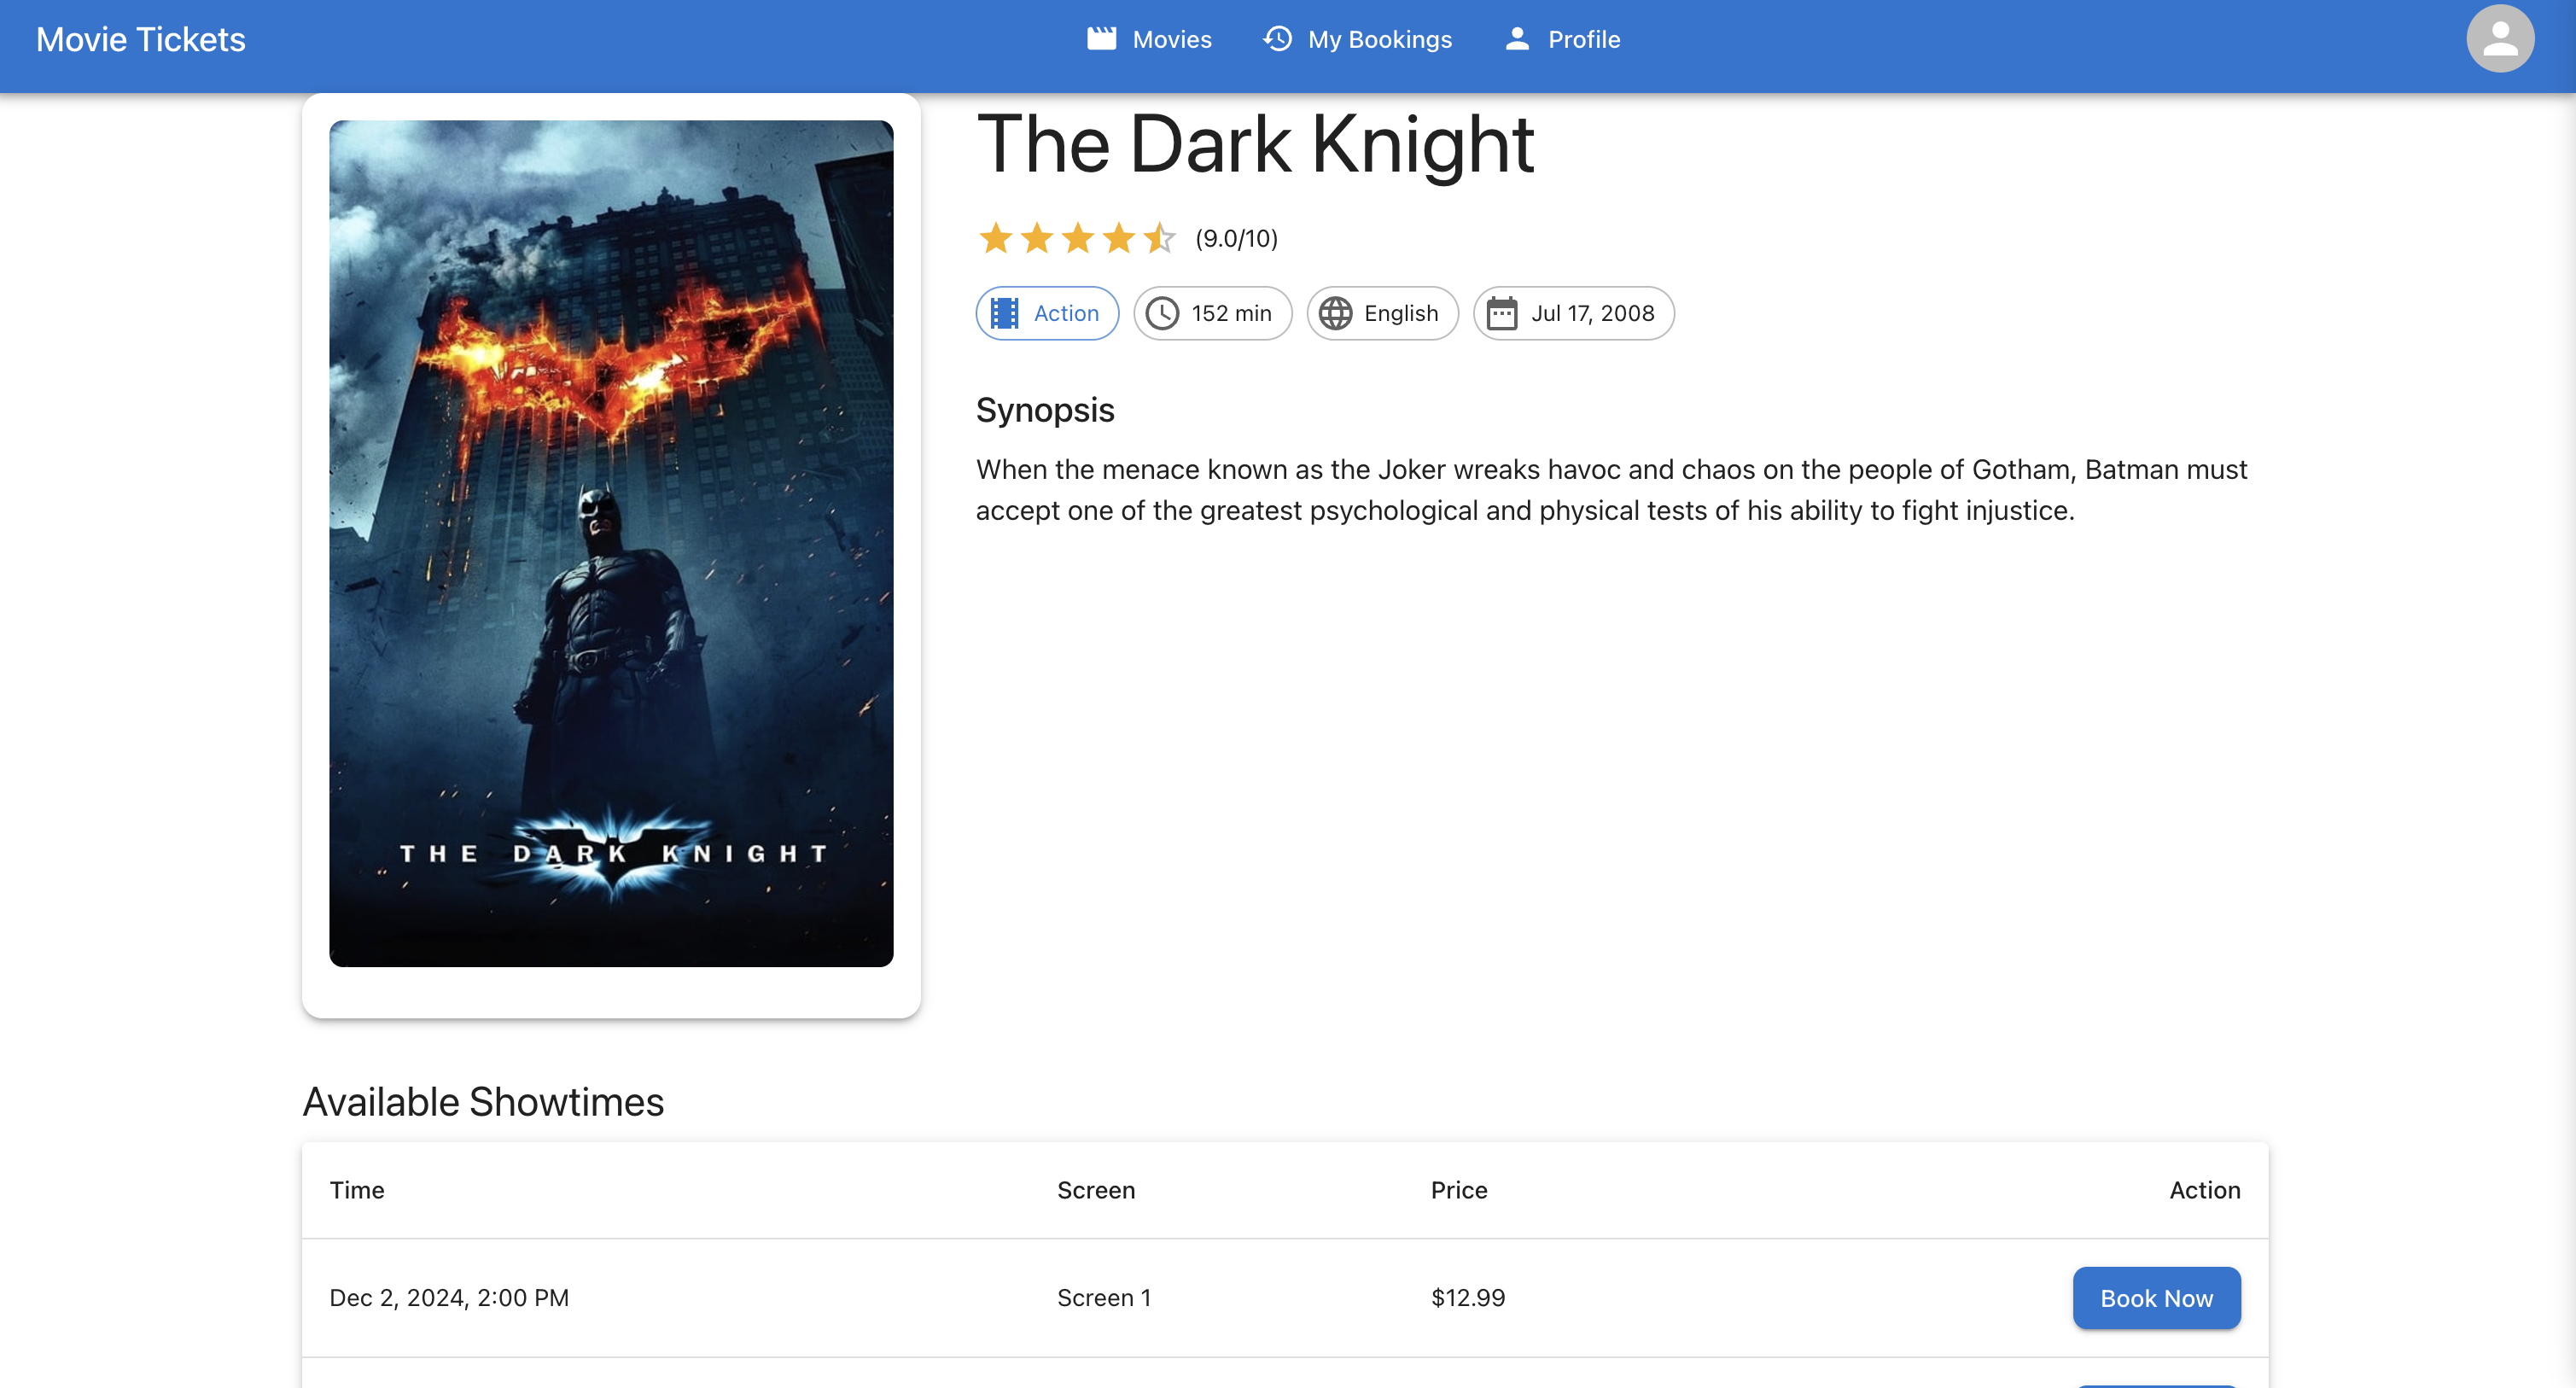 Movie Tickets
Movies
My Bookings
Profile
The Dark Knight
(9.0/10)
Action
152 min
English
Jul 17, 2008
Synopsis
When the menace known as the Joker wreaks havoc and chaos on the people of Gotham, Batman must
accept one of the greatest psychological and physical tests of his ability to fight injustice.
THE DARK KNIGHT
Available Showtimes
Time Screen Price Action
Dec 2, 2024, 2:00 PM Screen 1 $12.99 Book Now